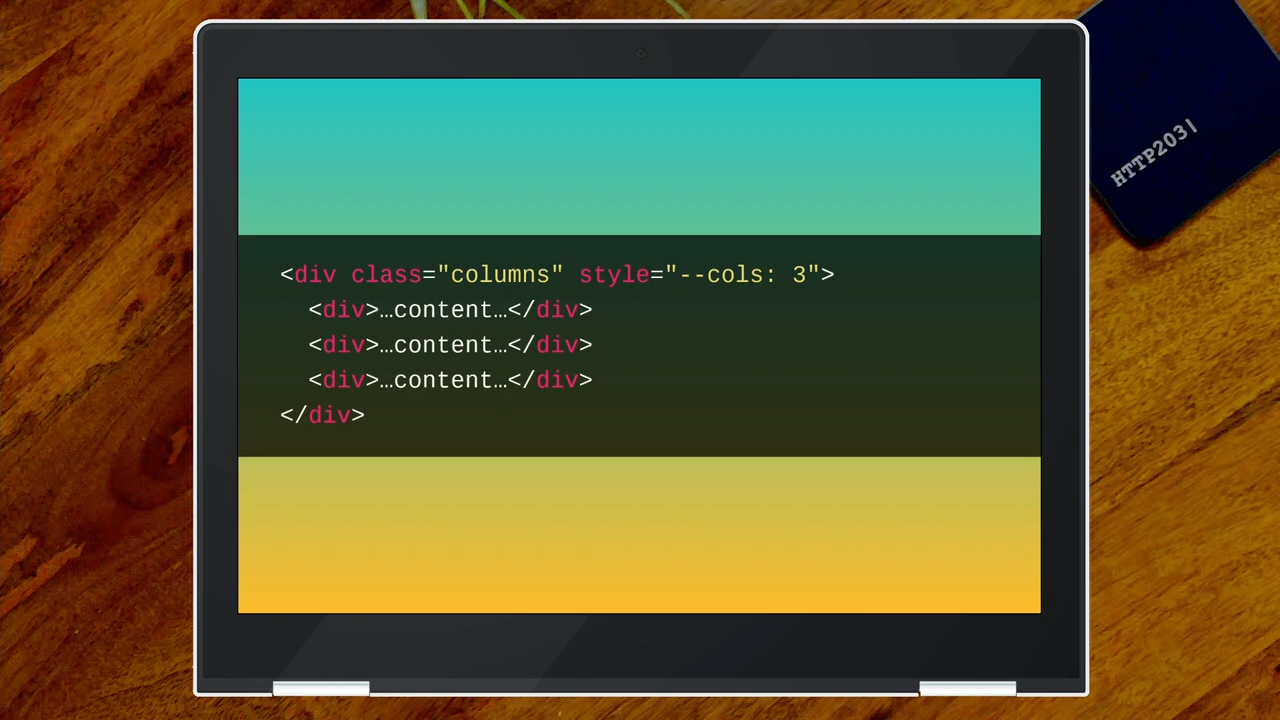 <div class="columns" style="--cols: 3">
  <div>…content…</div>
  <div>…content…</div>
  <div>…content…</div>
</div>
HTTP203|